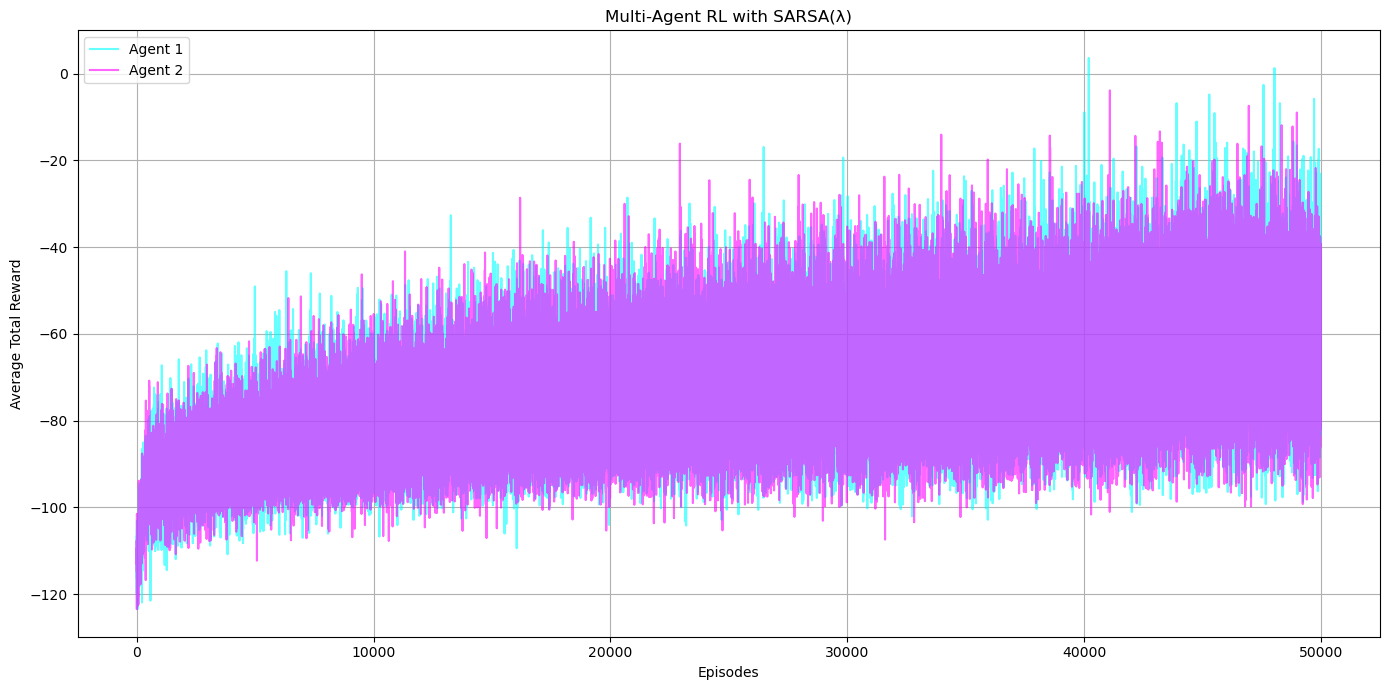 Multi-Agent RL with SARSA(λ)
Agent 1
Agent 2
Average Total Reward
0
−20
−40
−60
−80
−100
−120
0
10000
20000
30000
40000
50000
Episodes